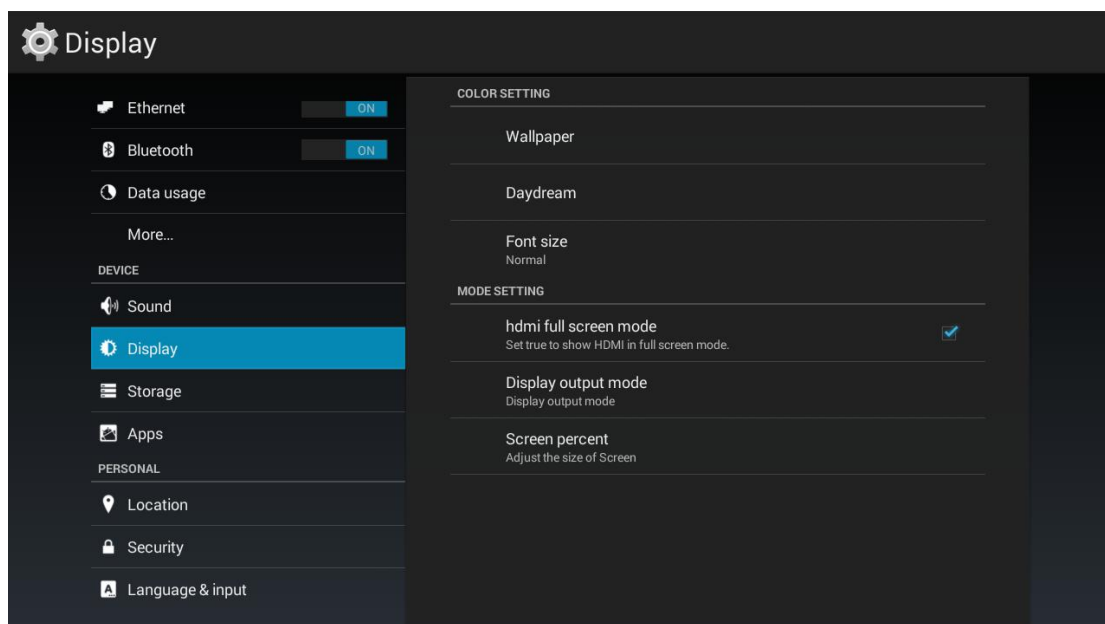 Display
Ethernet
ON
Bluetooth
ON
Data usage
More...
DEVICE
Sound
Display
Storage
Apps
PERSONAL
Location
Security
A
Language & input
COLOR SETTING
Wallpaper
Daydream
Font size
Normal
MODE SETTING
hdmi full screen mode
Set true to show HDMI in full screen mode.
Display output mode
Display output mode
Screen percent
Adjust the size of Screen